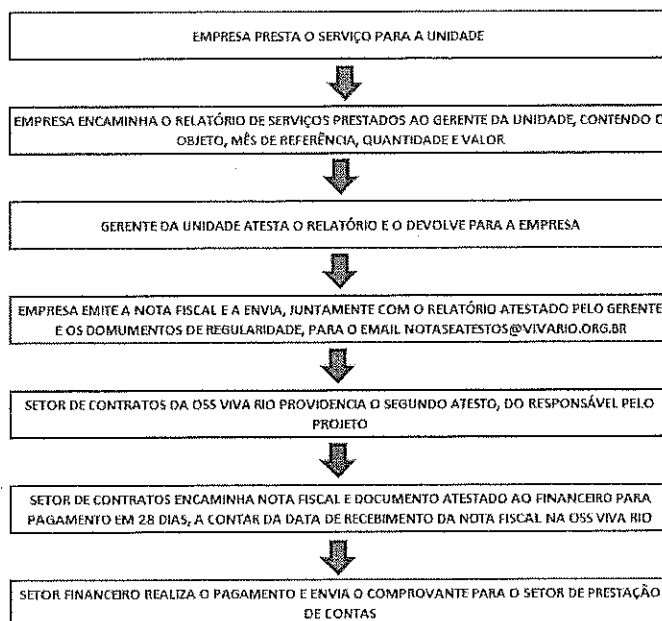 EMPRESA PRESTA O SERVIÇO PARA A UNIDADE
EMPRESA ENCAMINHA O RELATÓRIO DE SERVIÇOS PRESTADOS AO GERENTE DA UNIDADE, CONTENDO O
OBJETO, MÊS DE REFERÊNCIA, QUANTIDADE E VALOR
GERENTE DA UNIDADE ATESTA O RELATÓRIO E O DEVOLVE PARA A EMPRESA
EMPRESA EMITE A NOTA FISCAL E A ENVIA, JUNTAMENTE COM O RELATÓRIO ATESTADO PELO GERENTE
E OS DOMUMENTOS DE REGULARIDADE, PARA O EMAIL NOTASEATESTOS@VIVARIO.ORG.BR
SETOR DE CONTRATOS DA OSS VIVA RIO PROVIDENCIA O SEGUNDO ATESTO, DO RESPONSÁVEL PELO
PROJETO
SETOR DE CONTRATOS ENCAMINHA NOTA FISCAL E DOCUMENTO ATESTADO AO FINANCEIRO PARA
PAGAMENTO EM 28 DIAS, A CONTAR DA DATA DE RECEBIMENTO DA NOTA FISCAL NA OSS VIVA RIO
SETOR FINANCEIRO REALIZA O PAGAMENTO E ENVIA O COMPROVANTE PARA O SETOR DE PRESTAÇÃO
DE CONTAS